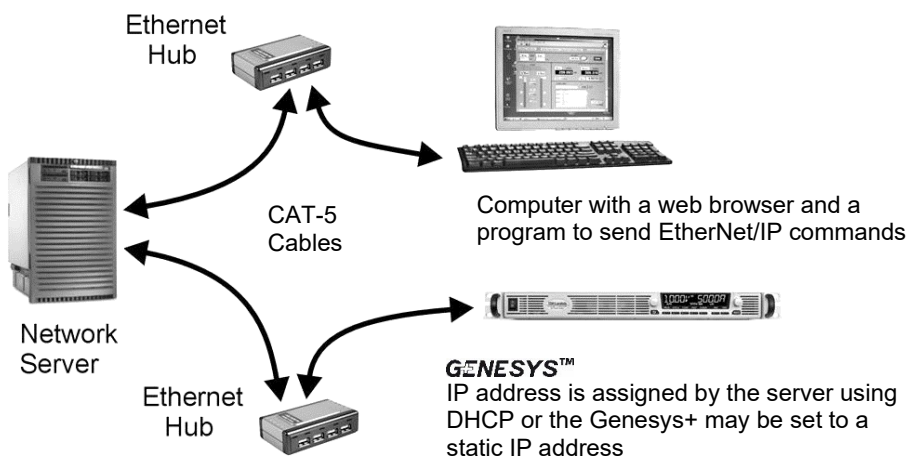 Ethernet
Hub
CAT-5
Cables
Computer with a web browser and a
program to send EtherNet/IP commands
Network
Server
GENESYS™
IP address is assigned by the server using
DHCP or the Genesys+ may be set to a
static IP address
Ethernet
Hub